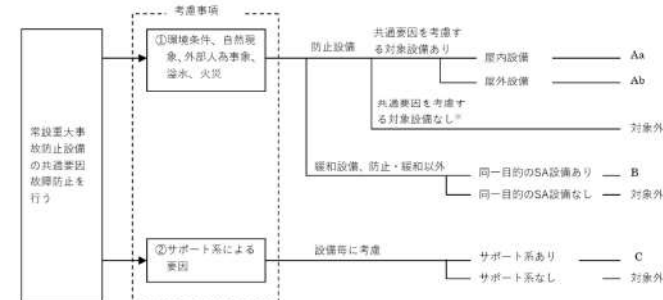 考慮事項
①環境条件、自然現
象、外部人為事象、
溢水、火災
防止設備
共通要因を考慮す
る対象設備あり
屋内設備
Aa
屋外設備
Ab
共通要因を考慮す
る対象設備なし※
対象外
常設重大事
故防止設備
の共通要因
故障防止を
行う
緩和設備、防止・緩和以外
同一目的のSA設備あり
B
同一目的のSA設備なし
対象外
②サポート系による
要因
設備毎に考慮
サポート系あり
C
サポート系なし
対象外